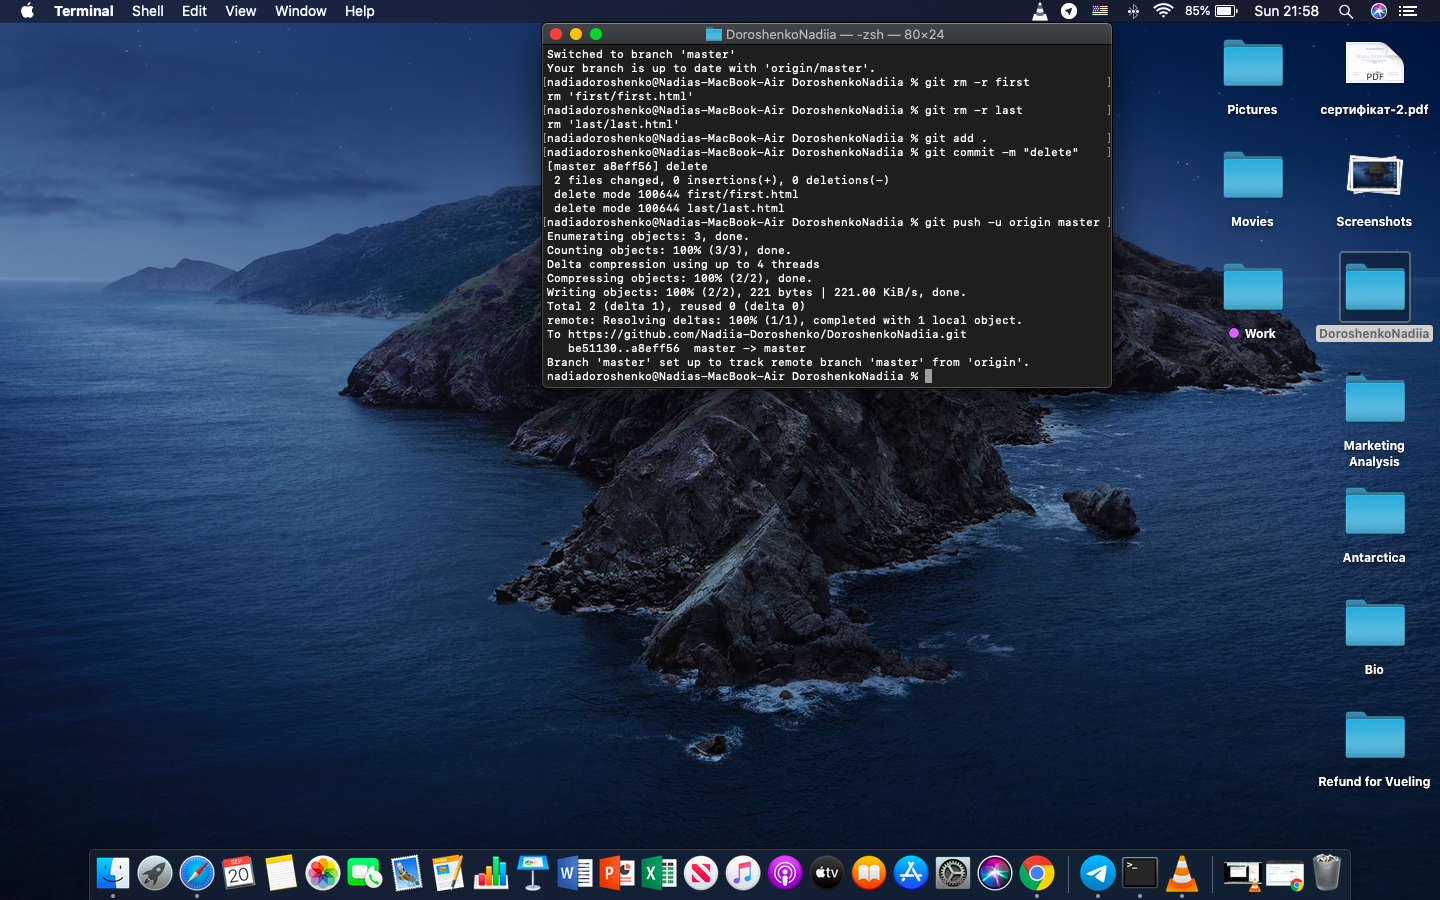 Terminal Shell Edit View Window Help 85% Sun 21:58
DoroshenkoNadiia — -zsh — 80×24
Switched to branch 'master'
Your branch is up to date with 'origin/master'.
[nadiadoroshenko@Nadias-MacBook-Air DoroshenkoNadiia % git rm -r first ]
rm 'first/first.html'
[nadiadoroshenko@Nadias-MacBook-Air DoroshenkoNadiia % git rm -r last ]
rm 'last/last.html'
[nadiadoroshenko@Nadias-MacBook-Air DoroshenkoNadiia % git add . ]
[nadiadoroshenko@Nadias-MacBook-Air DoroshenkoNadiia % git commit -m "delete" ]
[master a8eff56] delete
2 files changed, 0 insertions(+), 0 deletions(-)
delete mode 100644 first/first.html
delete mode 100644 last/last.html
[nadiadoroshenko@Nadias-MacBook-Air DoroshenkoNadiia % git push -u origin master ]
Enumerating objects: 3, done.
Counting objects: 100% (3/3), done.
Delta compression using up to 4 threads
Compressing objects: 100% (2/2), done.
Writing objects: 100% (2/2), 221 bytes | 221.00 KiB/s, done.
Total 2 (delta 1), reused 0 (delta 0)
remote: Resolving deltas: 100% (1/1), completed with 1 local object.
To https://github.com/Nadiia-Doroshenko/DoroshenkoNadiia.git
be51130..a8eff56  master -> master
Branch 'master' set up to track remote branch 'master' from 'origin'.
nadiadoroshenko@Nadias-MacBook-Air DoroshenkoNadiia %
PDF
Pictures
сертифікат-2.pdf
Movies
Screenshots
Work
DoroshenkoNadiia
Marketing
Analysis
Antarctica
Bio
Refund for Vueling
SEP
20
W
P
X
tv
>_